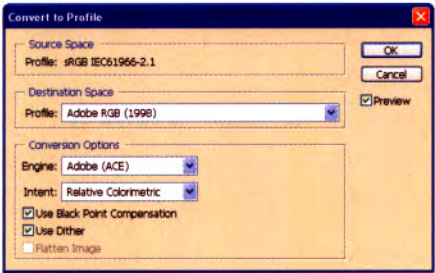 Convert to Profile
Source Space
Profile: sRGB IEC61966-2.1
OK
Cancel
Preview
Destination Space
Profile: Adobe RGB (1998)
Conversion Options
Engine: Adobe (ACE)
Intent: Relative Colorimetric
Use Black Point Compensation
Use Dither
Flatten Image